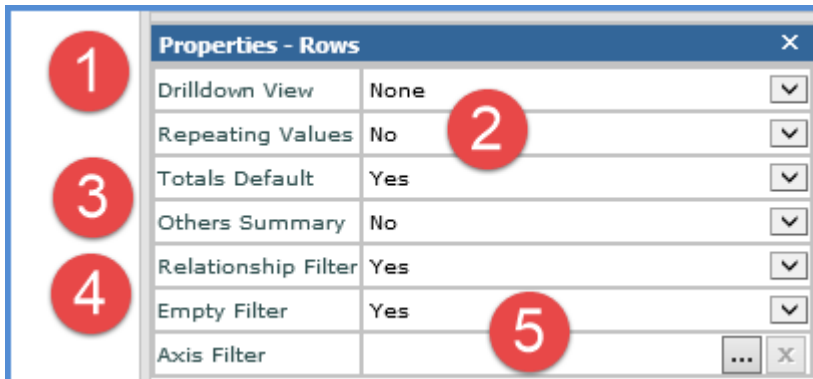 Properties - Rows ×
1
Drilldown View None
Repeating Values No 2
3 Totals Default Yes
Others Summary No
4 Relationship Filter Yes
Empty Filter Yes 5
Axis Filter ... x